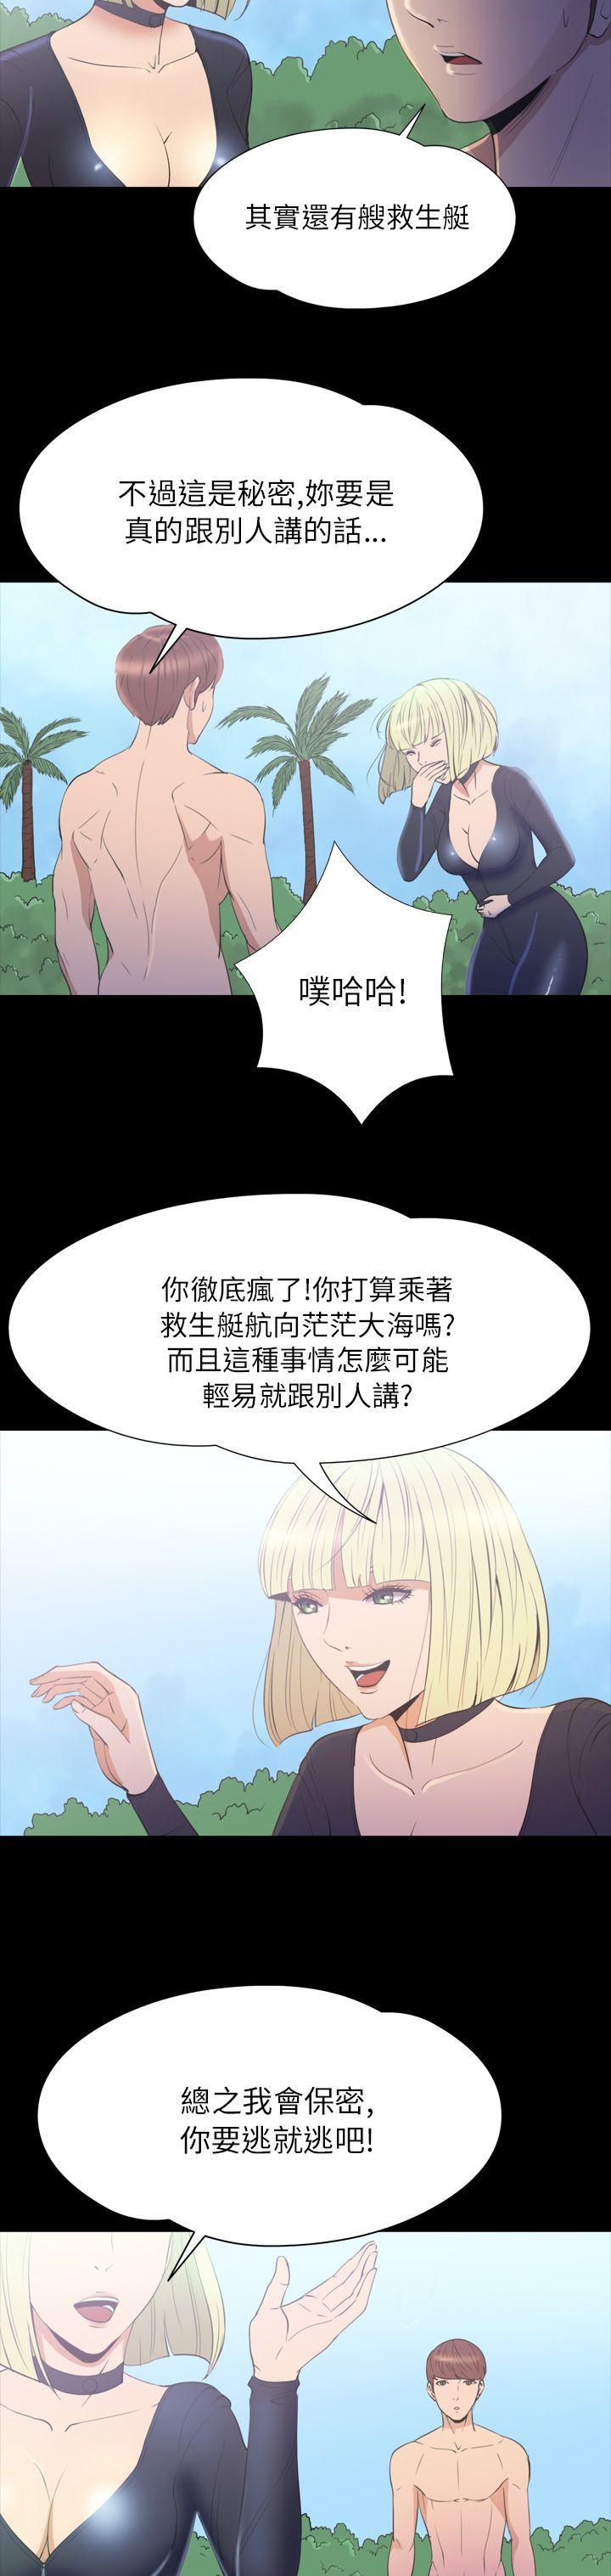 其實還有艘救生艇
不過這是秘密,妳要是
真的跟別人講的話...
噗哈哈!
你徹底瘋了!你打算乘著
救生艇航向茫茫大海嗎?
而且這種事情怎麼可能
輕易就跟別人講?
總之我會保密,
你要逃就逃吧!